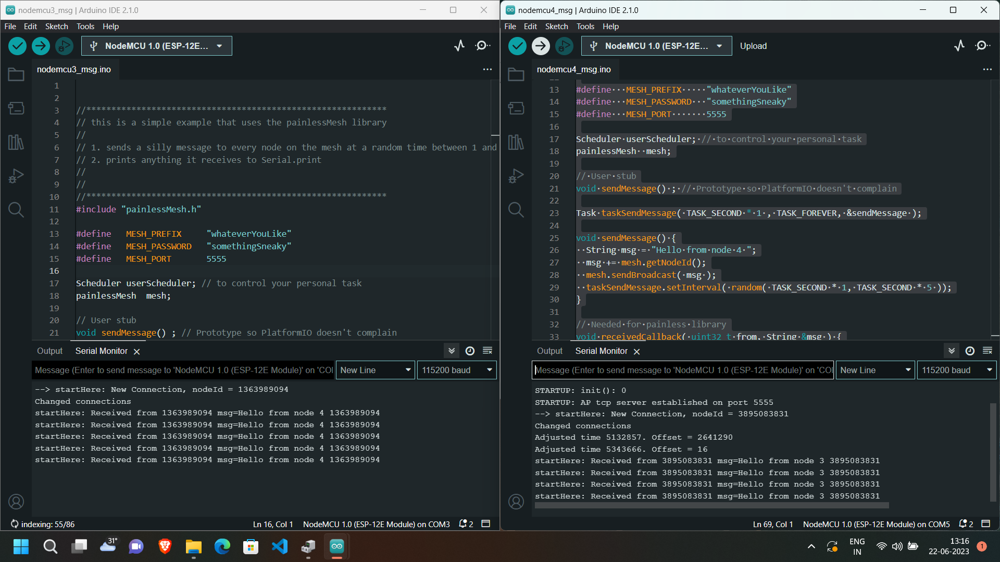 nodemcu3_msg | Arduino IDE 2.1.0
File Edit Sketch Tools Help
NodeMCU 1.0 (ESP-12E...
nodemcu3_msg.ino
1
2
3 //************************************************************
4 // this is a simple example that uses the painlessMesh library
5 //
6 // 1. sends a silly message to every node on the mesh at a random time between 1 and
7 // 2. prints anything it receives to Serial.print
8 //
9 //
10 //************************************************************
11 #include "painlessMesh.h"
12
13 #define   MESH_PREFIX     "whateverYouLike"
14 #define   MESH_PASSWORD   "somethingSneaky"
15 #define   MESH_PORT       5555
16
17 Scheduler userScheduler; // to control your personal task
18 painlessMesh  mesh;
19
20 // User stub
21 void sendMessage() ; // Prototype so PlatformIO doesn't complain
Output Serial Monitor
Message (Enter to send message to 'NodeMCU 1.0 (ESP-12E Module)' on 'COI New Line 115200 baud
--> startHere: New Connection, nodeId = 1363989094
Changed connections
startHere: Received from 1363989094 msg=Hello from node 4 1363989094
startHere: Received from 1363989094 msg=Hello from node 4 1363989094
startHere: Received from 1363989094 msg=Hello from node 4 1363989094
startHere: Received from 1363989094 msg=Hello from node 4 1363989094
startHere: Received from 1363989094 msg=Hello from node 4 1363989094
indexing: 55/86 Ln 16, Col 1 NodeMCU 1.0 (ESP-12E Module) on COM3 2
nodemcu4_msg | Arduino IDE 2.1.0
File Edit Sketch Tools Help
NodeMCU 1.0 (ESP-12E... Upload
nodemcu4_msg.ino
13 #define···MESH_PREFIX·····"whateverYouLike"
14 #define···MESH_PASSWORD···"somethingSneaky"
15 #define···MESH_PORT·······5555
16
17 Scheduler·userScheduler;·//·to·control·your·personal·task
18 painlessMesh··mesh;
19
20 //·User·stub
21 void·sendMessage()·;·//·Prototype·so·PlatformIO·doesn't·complain
22
23 Task·taskSendMessage(·TASK_SECOND·*·1·,·TASK_FOREVER,·&sendMessage·);
24
25 void·sendMessage()·{
26 ··String·msg·=·"Hello·from·node·4·";
27 ··msg·+=·mesh.getNodeId();
28 ··mesh.sendBroadcast(·msg·);
29 ··taskSendMessage.setInterval(·random(·TASK_SECOND·*·1,·TASK_SECOND·*·5·));
30 }
31
32 //·Needed·for·painless·library
33 void·receivedCallback(·uint32_t·from,·String·&msg·)·{
Output Serial Monitor
Message (Enter to send message to 'NodeMCU 1.0 (ESP-12E Module)' on 'COI New Line 115200 baud
STARTUP: init(): 0
STARTUP: AP tcp server established on port 5555
--> startHere: New Connection, nodeId = 3895083831
Changed connections
Adjusted time 5132857. Offset = 2641290
Adjusted time 5343666. Offset = 16
startHere: Received from 3895083831 msg=Hello from node 3 3895083831
startHere: Received from 3895083831 msg=Hello from node 3 3895083831
startHere: Received from 3895083831 msg=Hello from node 3 3895083831
startHere: Received from 3895083831 msg=Hello from node 3 3895083831
Ln 69, Col 1 NodeMCU 1.0 (ESP-12E Module) on COM5 2
31°
ENG
IN
13:16
22-06-2023
1